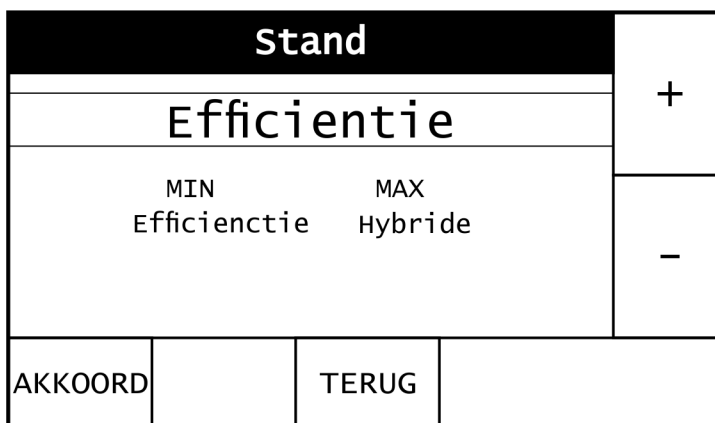 Stand
+
Efficientie
MIN MAX
Efficienctie Hybride
-
AKKOORD TERUG